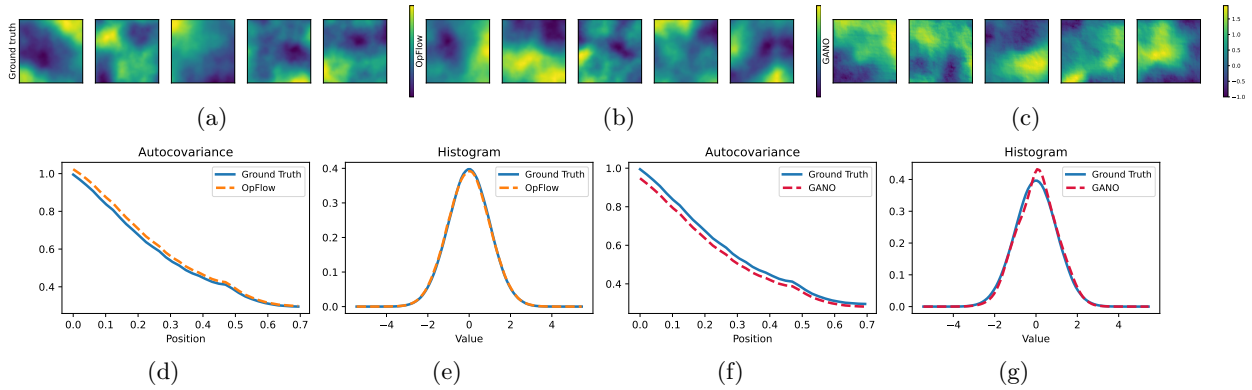 Ground truth
OpFlow
GANO
1.5
1.0
0.5
0.0
−0.5
−1.0
(a)
(b)
(c)
Autocovariance
Histogram
Autocovariance
Histogram
Ground Truth
OpFlow
Ground Truth
OpFlow
Ground Truth
GANO
Ground Truth
GANO
1.0
0.8
0.6
0.4
0.0 0.1 0.2 0.3 0.4 0.5 0.6 0.7
Position
0.4
0.3
0.2
0.1
0.0
−4 −2 0 2 4
Value
1.0
0.8
0.6
0.4
0.0 0.1 0.2 0.3 0.4 0.5 0.6 0.7
Position
0.4
0.3
0.2
0.1
0.0
−4 −2 0 2 4
Value
(d)
(e)
(f)
(g)